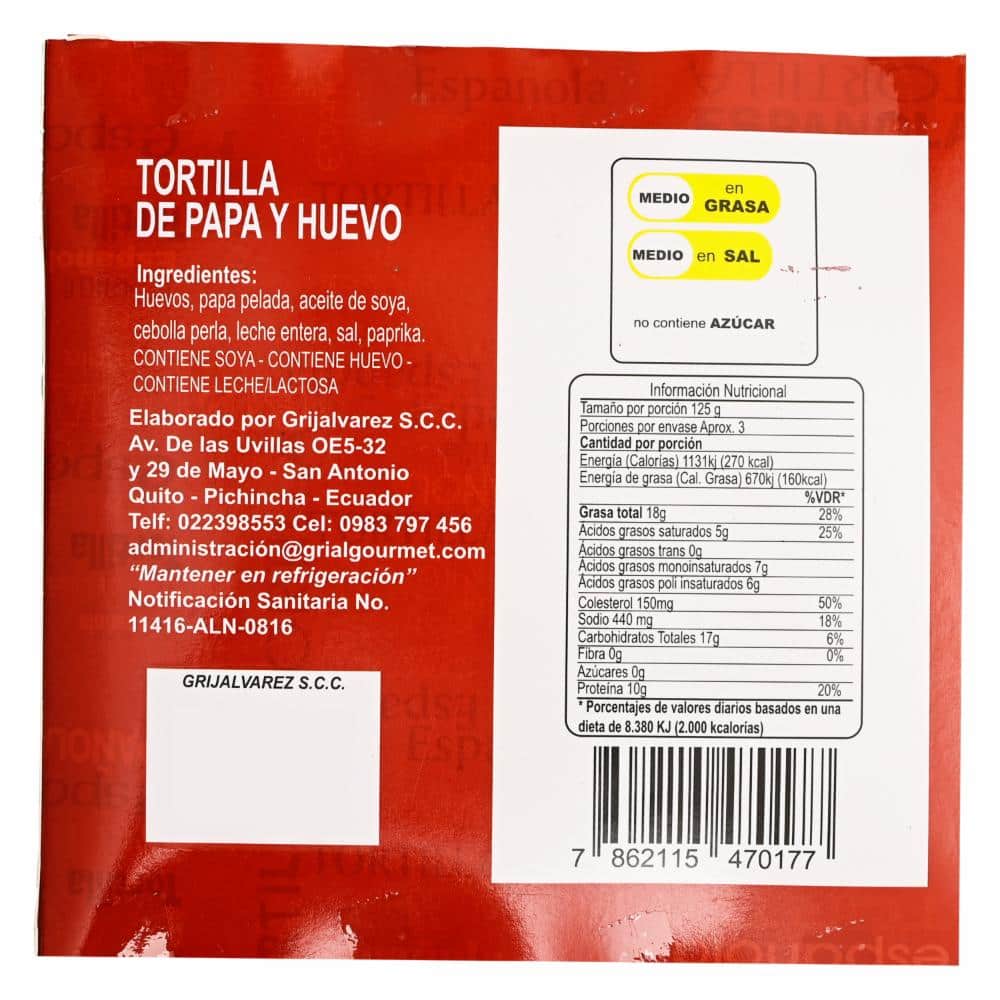 TORTILLA
DE PAPA Y HUEVO
Ingredientes:
Huevos, papa pelada, aceite de soya,
cebolla perla, leche entera, sal, paprika.
CONTIENE SOYA - CONTIENE HUEVO -
CONTIENE LECHE/LACTOSA
Elaborado por Grijalvarez S.C.C.
Av. De las Uvillas OE5-32
y 29 de Mayo - San Antonio
Quito - Pichincha - Ecuador
Telf: 022398553 Cel: 0983 797 456
administración@grialgourmet.com
“Mantener en refrigeración”
Notificación Sanitaria No.
11416-ALN-0816
GRIJALVAREZ S.C.C.
Española
MEDIO en GRASA
MEDIO en SAL
no contiene AZÚCAR
Información Nutricional
Tamaño por porción 125 g
Porciones por envase Aprox. 3
Cantidad por porción
Energía (Calorías) 1131kj (270 kcal)
Energía de grasa (Cal. Grasa) 670kj (160kcal)
%VDR*
Grasa total 18g 28%
Ácidos grasos saturados 5g 25%
Ácidos grasos trans 0g
Ácidos grasos monoinsaturados 7g
Ácidos grasos poli insaturados 6g
Colesterol 150mg 50%
Sodio 440 mg 18%
Carbohidratos Totales 17g 6%
Fibra 0g 0%
Azúcares 0g
Proteína 10g 20%
* Porcentajes de valores diarios basados en una
dieta de 8.380 KJ (2.000 kcalorías)
7 862115 470177